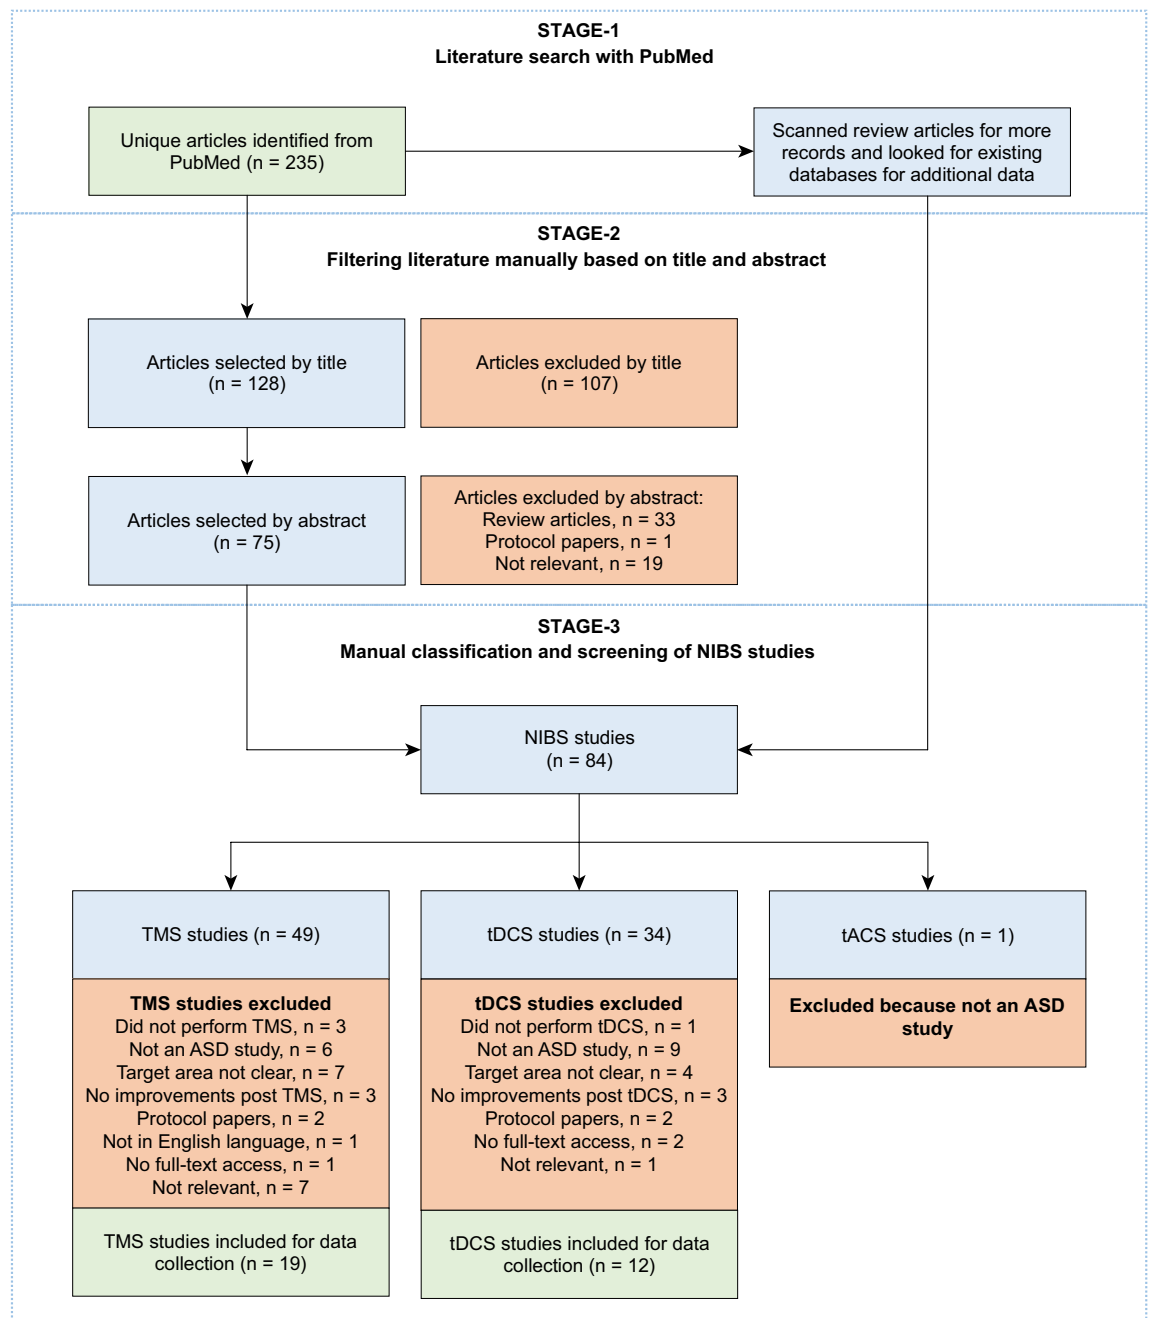 STAGE-1
Literature search with PubMed
Unique articles identified from
PubMed (n = 235)
Scanned review articles for more
records and looked for existing
databases for additional data
STAGE-2
Filtering literature manually based on title and abstract
Articles selected by title
(n = 128)
Articles excluded by title
(n = 107)
Articles selected by abstract
(n = 75)
Articles excluded by abstract:
Review articles, n = 33
Protocol papers, n = 1
Not relevant, n = 19
STAGE-3
Manual classification and screening of NIBS studies
NIBS studies
(n = 84)
TMS studies (n = 49)
TMS studies excluded
Did not perform TMS, n = 3
Not an ASD study, n = 6
Target area not clear, n = 7
No improvements post TMS, n = 3
Protocol papers, n = 2
Not in English language, n = 1
No full-text access, n = 1
Not relevant, n = 7
TMS studies included for data
collection (n = 19)
tDCS studies (n = 34)
tDCS studies excluded
Did not perform tDCS, n = 1
Not an ASD study, n = 9
Target area not clear, n = 4
No improvements post tDCS, n = 3
Protocol papers, n = 2
No full-text access, n = 2
Not relevant, n = 1
tDCS studies included for data
collection (n = 12)
tACS studies (n = 1)
Excluded because not an ASD
study